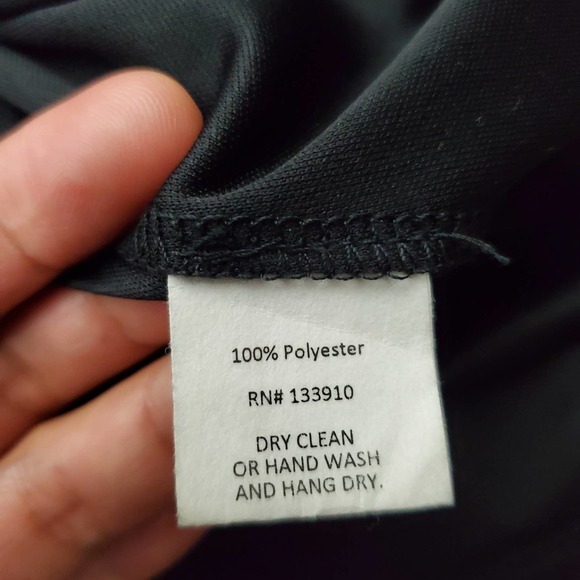 100% Polyester
RN# 133910
DRY CLEAN
OR HAND WASH
AND HANG DRY.